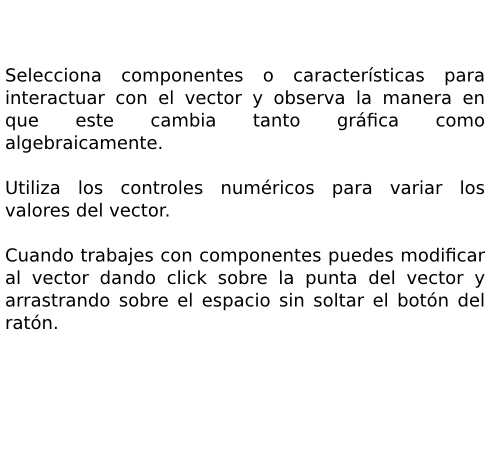 Selecciona componentes o características para
interactuar con el vector y observa la manera en
que este cambia tanto gráfica como
algebraicamente.
Utiliza los controles numéricos para variar los
valores del vector.
Cuando trabajes con componentes puedes modificar
al vector dando click sobre la punta del vector y
arrastrando sobre el espacio sin soltar el botón del
ratón.